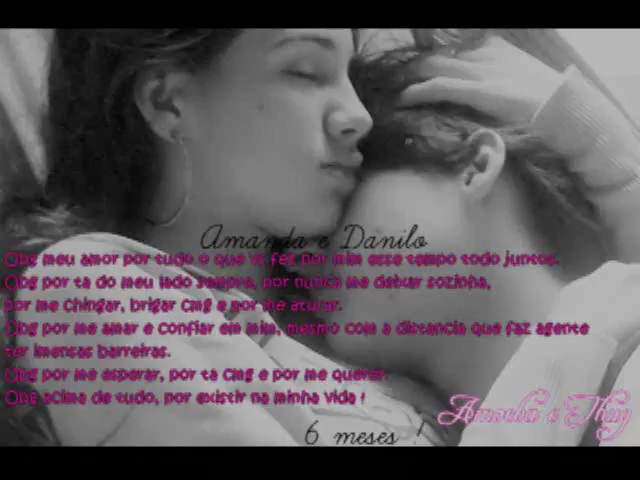 Amanda e Danilo
Obg meu amor por tudo o que vc fez por mim esse tempo todo juntos.
Obg por ta do meu lado sempre, por nunca me deixar sozinha,
por me chingar, brigar cmg e por me aturar.
Obg por me amar e confiar em mim, mesmo com a distancia que faz agente
ter imensas barreiras.
Obg por me esperar, por ta cmg e por me querer.
Obg acima de tudo, por existir na minha vida !
6 meses !